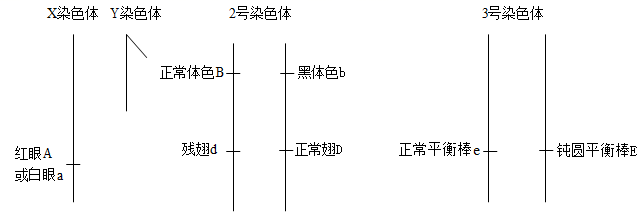 X染色体 Y染色体 2号染色体 3号染色体
正常体色B 黑体色b
红眼A
或白眼a
残翅d 正常翅D
正常平衡棒e 钝圆平衡棒E